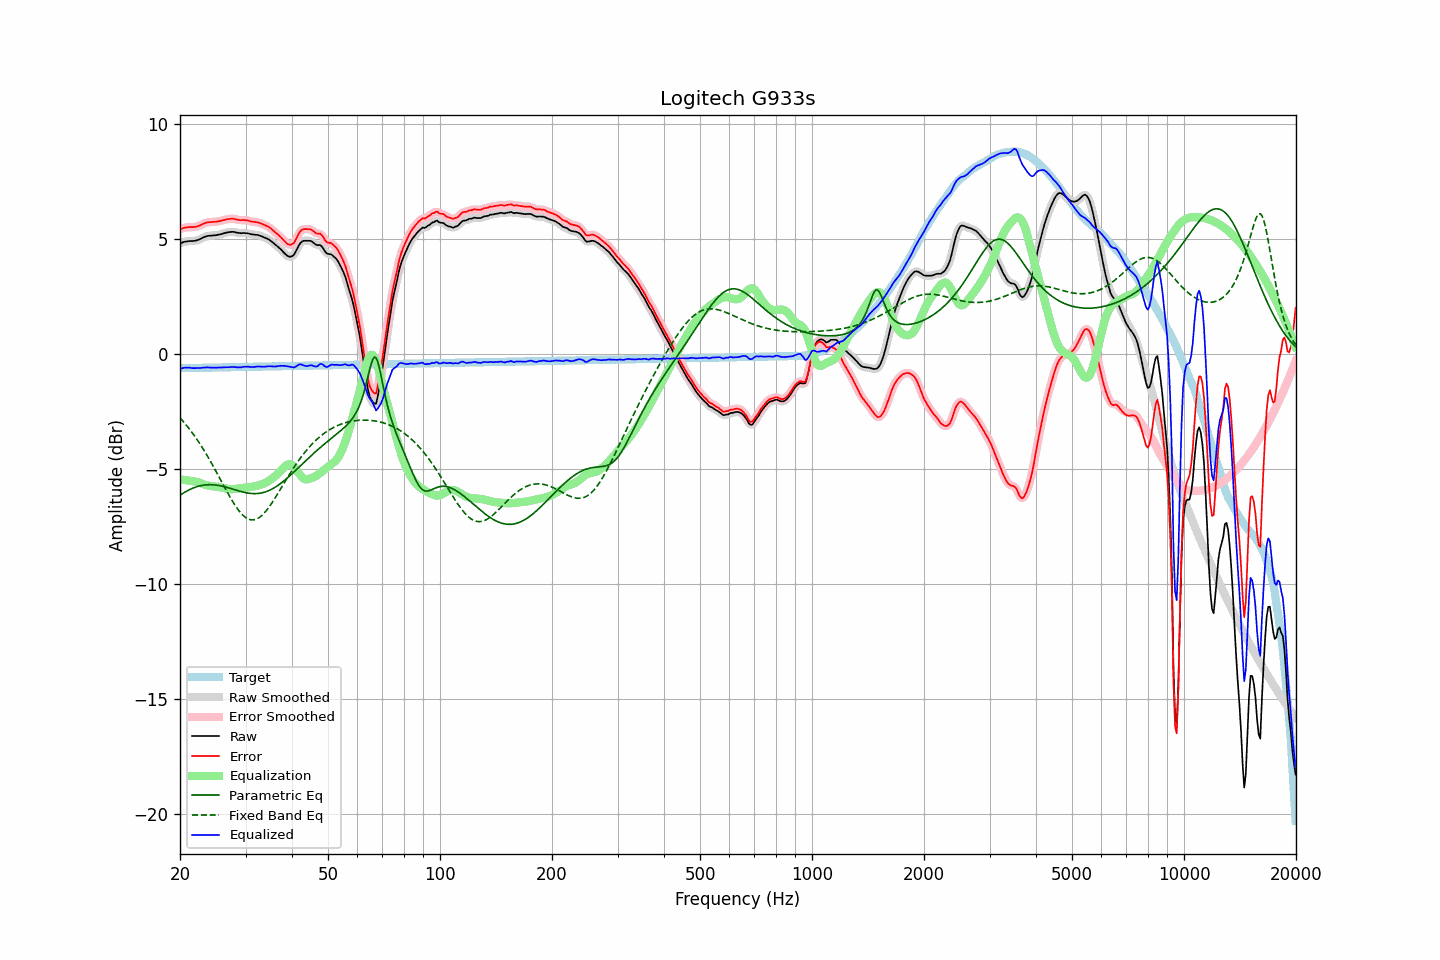 Logitech G933s
10
5
0
−5
−10
−15
−20
Amplitude (dBr)
Target
Raw Smoothed
Error Smoothed
Raw
Error
Equalization
Parametric Eq
Fixed Band Eq
Equalized
20 50 100 200 500 1000 2000 5000 10000 20000
Frequency (Hz)